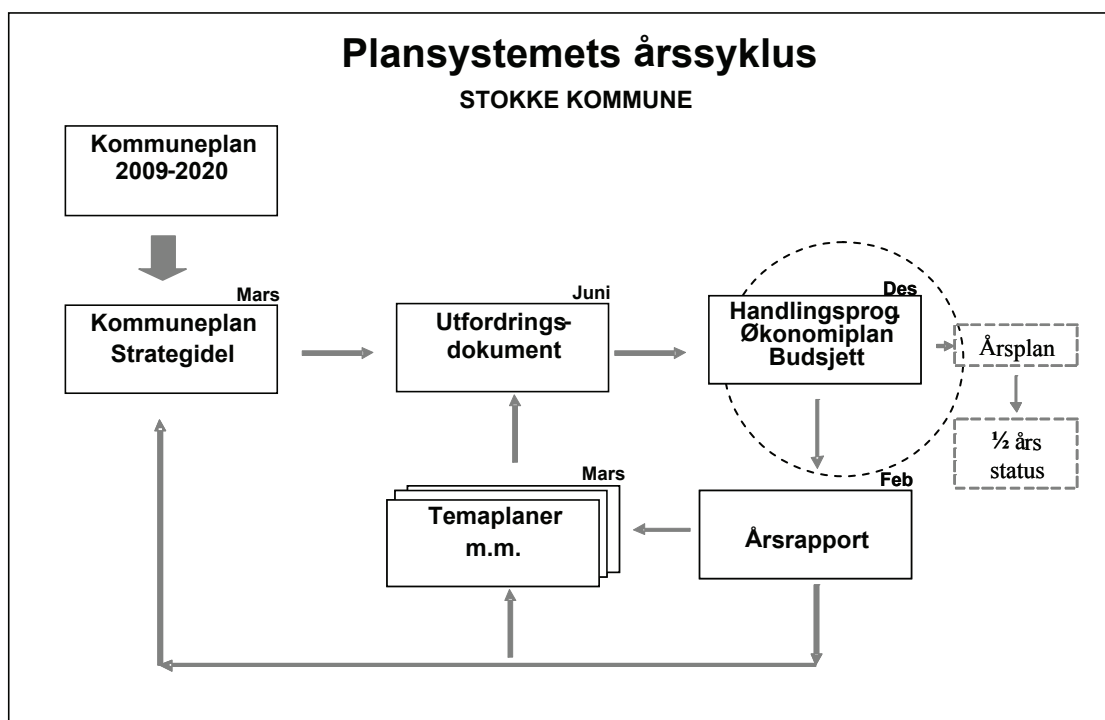 Plansystemets årssyklus
STOKKE KOMMUNE
Kommuneplan
2009-2020
Mars
Kommuneplan
Strategidel
Juni
Utfordrings-
dokument
Des
Handlingsprog.
Økonomiplan
Budsjett
Årsplan
½ års
status
Mars
Temaplaner
m.m.
Feb
Årsrapport